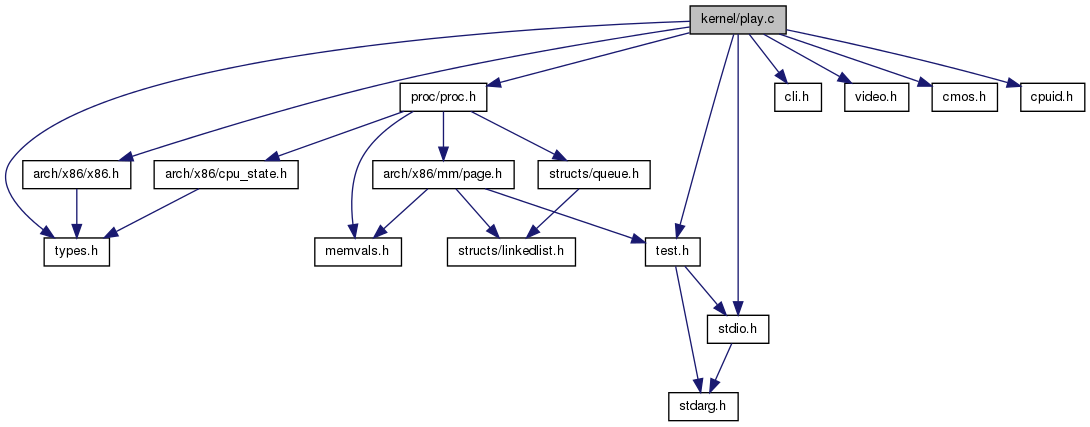 kernel/play.c
proc/proc.h
cli.h
video.h
cmos.h
cpuid.h
arch/x86/x86.h
arch/x86/cpu_state.h
arch/x86/mm/page.h
structs/queue.h
types.h
memvals.h
structs/linkedlist.h
test.h
stdio.h
stdarg.h